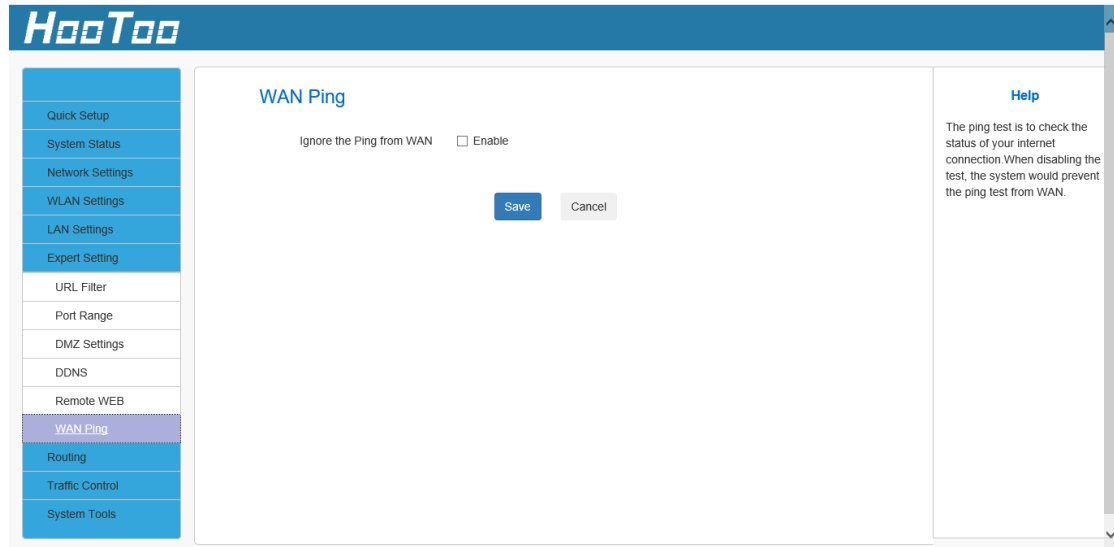 HooToo
Quick Setup
System Status
Network Settings
WLAN Settings
LAN Settings
Expert Setting
URL Filter
Port Range
DMZ Settings
DDNS
Remote WEB
WAN Ping
Routing
Traffic Control
System Tools
WAN Ping
Ignore the Ping from WAN Enable
Save Cancel
Help
The ping test is to check the
status of your internet
connection.When disabling the
test, the system would prevent
the ping test from WAN.